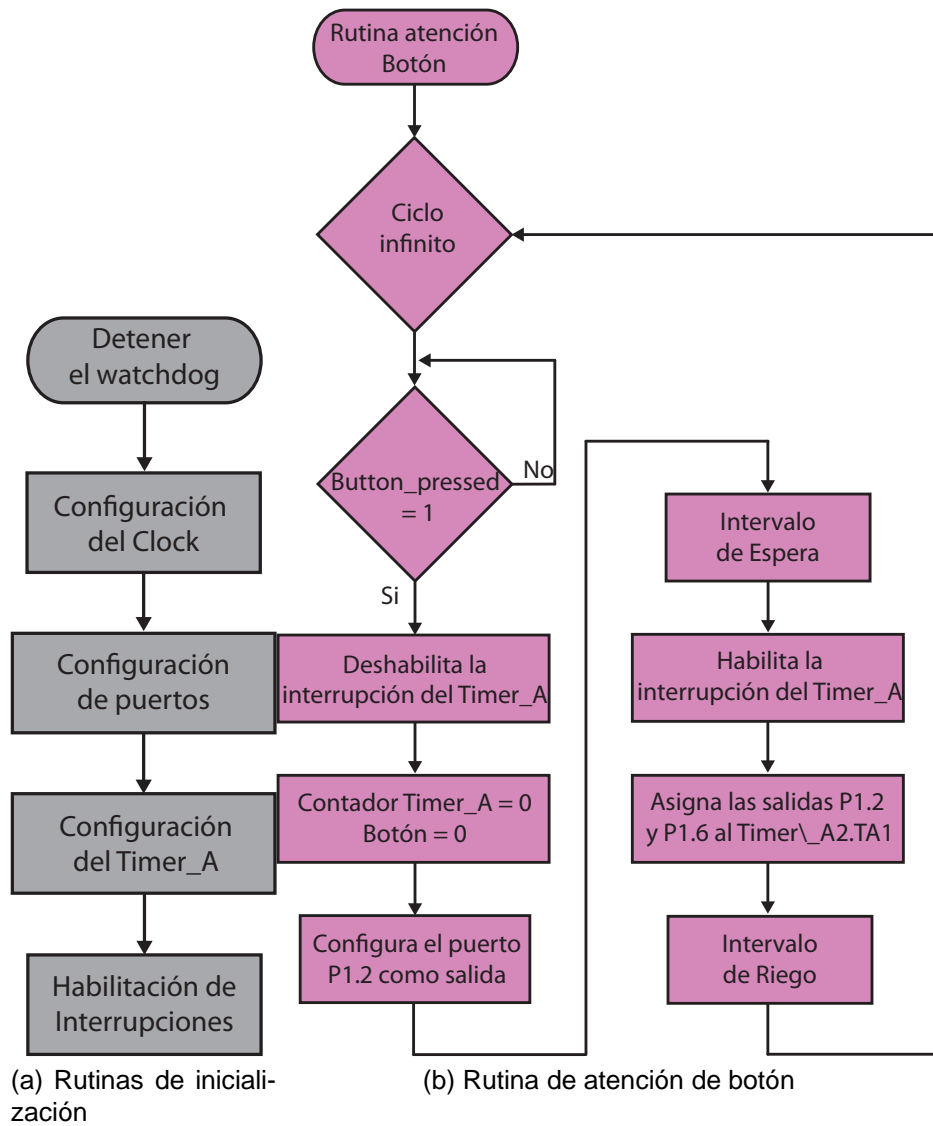 Rutina atención
Botón
Ciclo
infinito
Detener
el watchdog
Configuración
del Clock
Configuración
de puertos
Configuración
del Timer_A
Habilitación de
Interrupciones
(a) Rutinas de iniciali-
zación
Button_pressed
= 1
No
Si
Deshabilita la
interrupción del Timer_A
Contador Timer_A = 0
Botón = 0
Configura el puerto
P1.2 como salida
Intervalo
de Espera
Habilita la
interrupción del Timer_A
Asigna las salidas P1.2
y P1.6 al Timer\_A2.TA1
Intervalo
de Riego
(b) Rutina de atención de botón